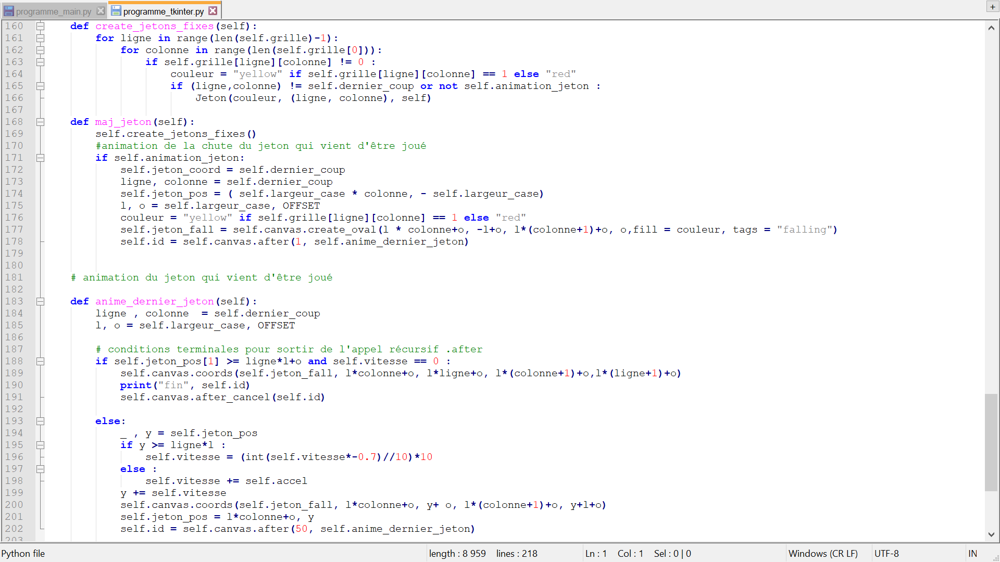 programme_main.py programme_tkinter.py +
160 def create_jetons_fixes(self):
161 for ligne in range(len(self.grille)-1):
162 for colonne in range(len(self.grille[0])):
163 if self.grille[ligne][colonne] != 0 :
164 couleur = "yellow" if self.grille[ligne][colonne] == 1 else "red"
165 if (ligne,colonne) != self.dernier_coup or not self.animation_jeton :
166 Jeton(couleur, (ligne, colonne), self)
167
168 def maj_jeton(self):
169 self.create_jetons_fixes()
170 #animation de la chute du jeton qui vient d'être joué
171 if self.animation_jeton:
172 self.jeton_coord = self.dernier_coup
173 ligne, colonne = self.dernier_coup
174 self.jeton_pos = ( self.largeur_case * colonne, - self.largeur_case)
175 l, o = self.largeur_case, OFFSET
176 couleur = "yellow" if self.grille[ligne][colonne] == 1 else "red"
177 self.jeton_fall = self.canvas.create_oval(l * colonne+o, -l+o, l*(colonne+1)+o, o,fill = couleur, tags = "falling")
178 self.id = self.canvas.after(1, self.anime_dernier_jeton)
179
180
181 # animation du jeton qui vient d'être joué
182
183 def anime_dernier_jeton(self):
184 ligne , colonne  = self.dernier_coup
185 l, o = self.largeur_case, OFFSET
186
187 # conditions terminales pour sortir de l'appel récursif .after
188 if self.jeton_pos[1] >= ligne*l+o and self.vitesse == 0 :
189 self.canvas.coords(self.jeton_fall, l*colonne+o, l*ligne+o, l*(colonne+1)+o,l*(ligne+1)+o)
190 print("fin", self.id)
191 self.canvas.after_cancel(self.id)
192
193 else:
194 _ , y = self.jeton_pos
195 if y >= ligne*l :
196 self.vitesse = (int(self.vitesse*-0.7)//10)*10
197 else :
198 self.vitesse += self.accel
199 y += self.vitesse
200 self.canvas.coords(self.jeton_fall, l*colonne+o, y+ o, l*(colonne+1)+o, y+l+o)
201 self.jeton_pos = l*colonne+o, y
202 self.id = self.canvas.after(50, self.anime_dernier_jeton)
203
Python file length : 8 959 lines : 218 Ln : 1 Col : 1 Sel : 0 | 0 Windows (CR LF) UTF-8 IN